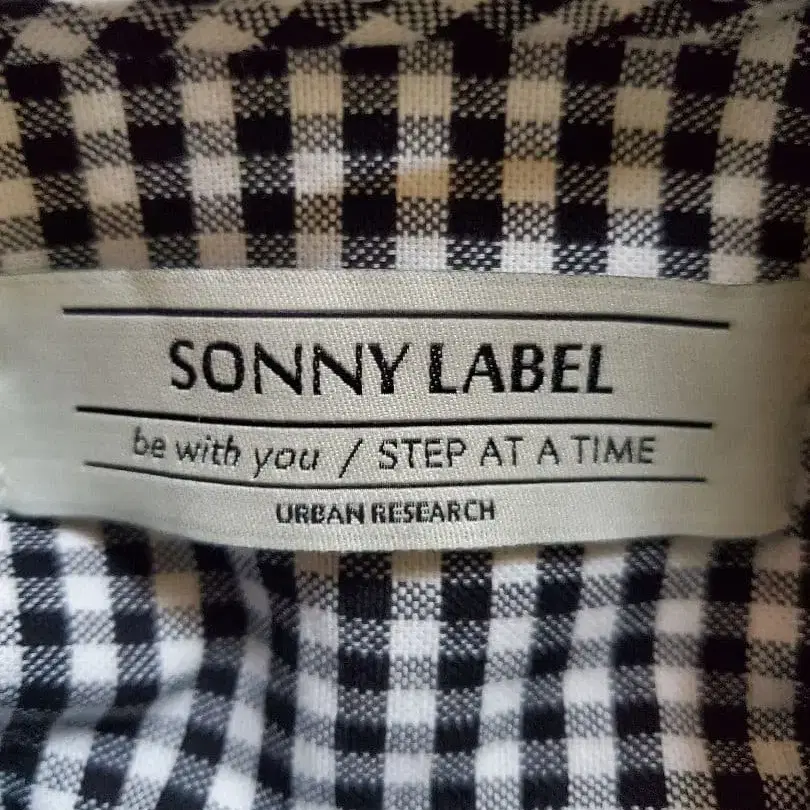 SONNY LABEL
be with you / STEP AT A TIME
URBAN RESEARCH